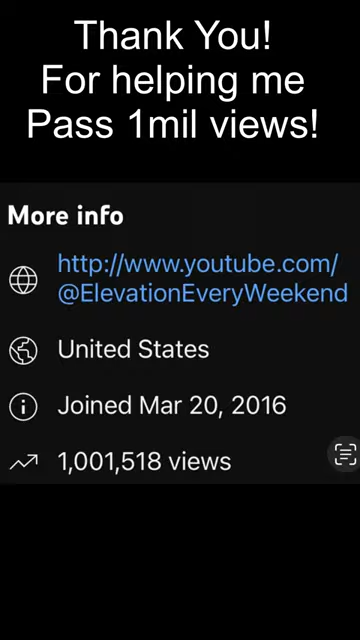 Thank You!
For helping me
Pass 1mil views!
More info
http://www.youtube.com/
@ElevationEveryWeekend
United States
Joined Mar 20, 2016
1,001,518 views